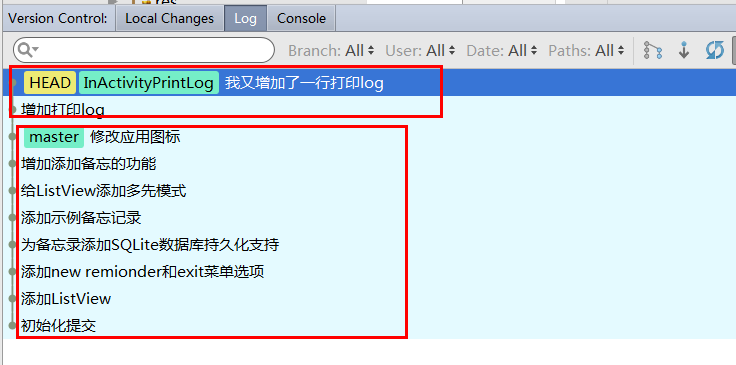 res
Version Control: Local Changes Log Console
Branch: All User: All Date: All Paths: All
HEAD InActivityPrintLog 我又增加了一行打印log
增加打印log
master 修改应用图标
增加添加备忘的功能
给ListView添加多先模式
添加示例备忘记录
为备忘录添加SQLite数据库持久化支持
添加new remionder和exit菜单选项
添加ListView
初始化提交